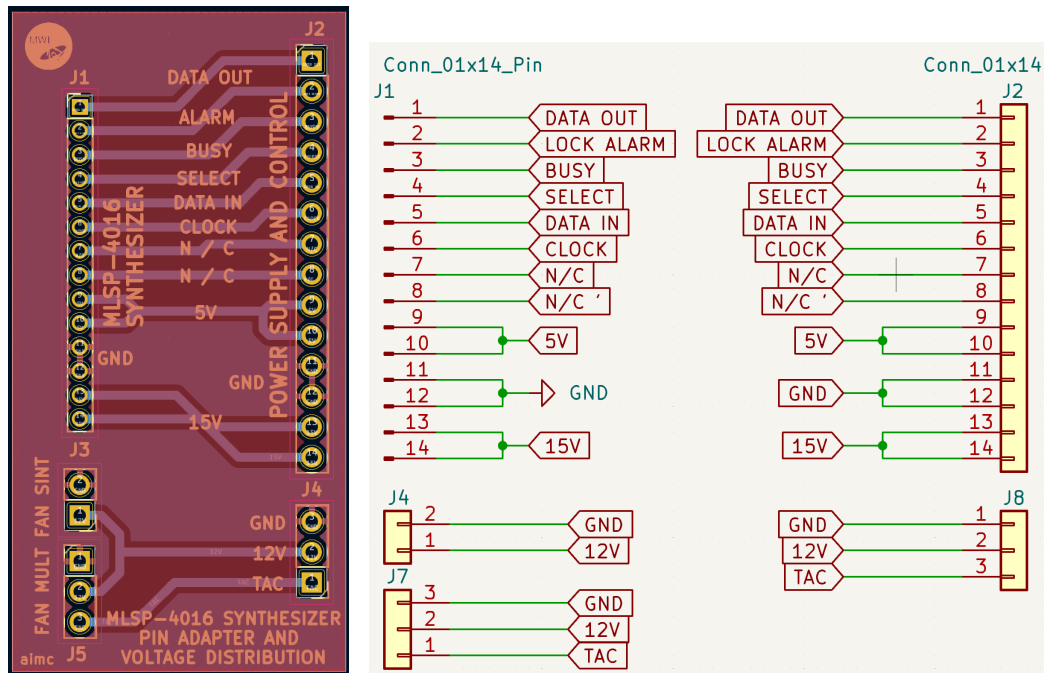 MWI
J2
J1
DATA OUT
ALARM
BUSY
SELECT
DATA IN
CLOCK
N / C
N / C
5V
GND
GND
15V
MLSP-4016
SYNTHESIZER
POWER SUPPLY AND CONTROL
J3
J4
FAN SINT
FAN MULT
GND
12V
TAC
MLSP-4016 SYNTHESIZER
PIN ADAPTER AND
VOLTAGE DISTRIBUTION
J5
aimc
Conn_01x14_Pin
J1
1 DATA OUT
2 LOCK ALARM
3 BUSY
4 SELECT
5 DATA IN
6 CLOCK
7 N/C
8 N/C '
9
10 5V
11
12 GND
13
14 15V
Conn_01x14
J2
DATA OUT 1
LOCK ALARM 2
BUSY 3
SELECT 4
DATA IN 5
CLOCK 6
N/C 7
N/C ' 8
9
5V 10
11
GND 12
13
15V 14
J4
2 GND
1 12V
J7
3 GND
2 12V
1 TAC
J8
GND 1
12V 2
TAC 3